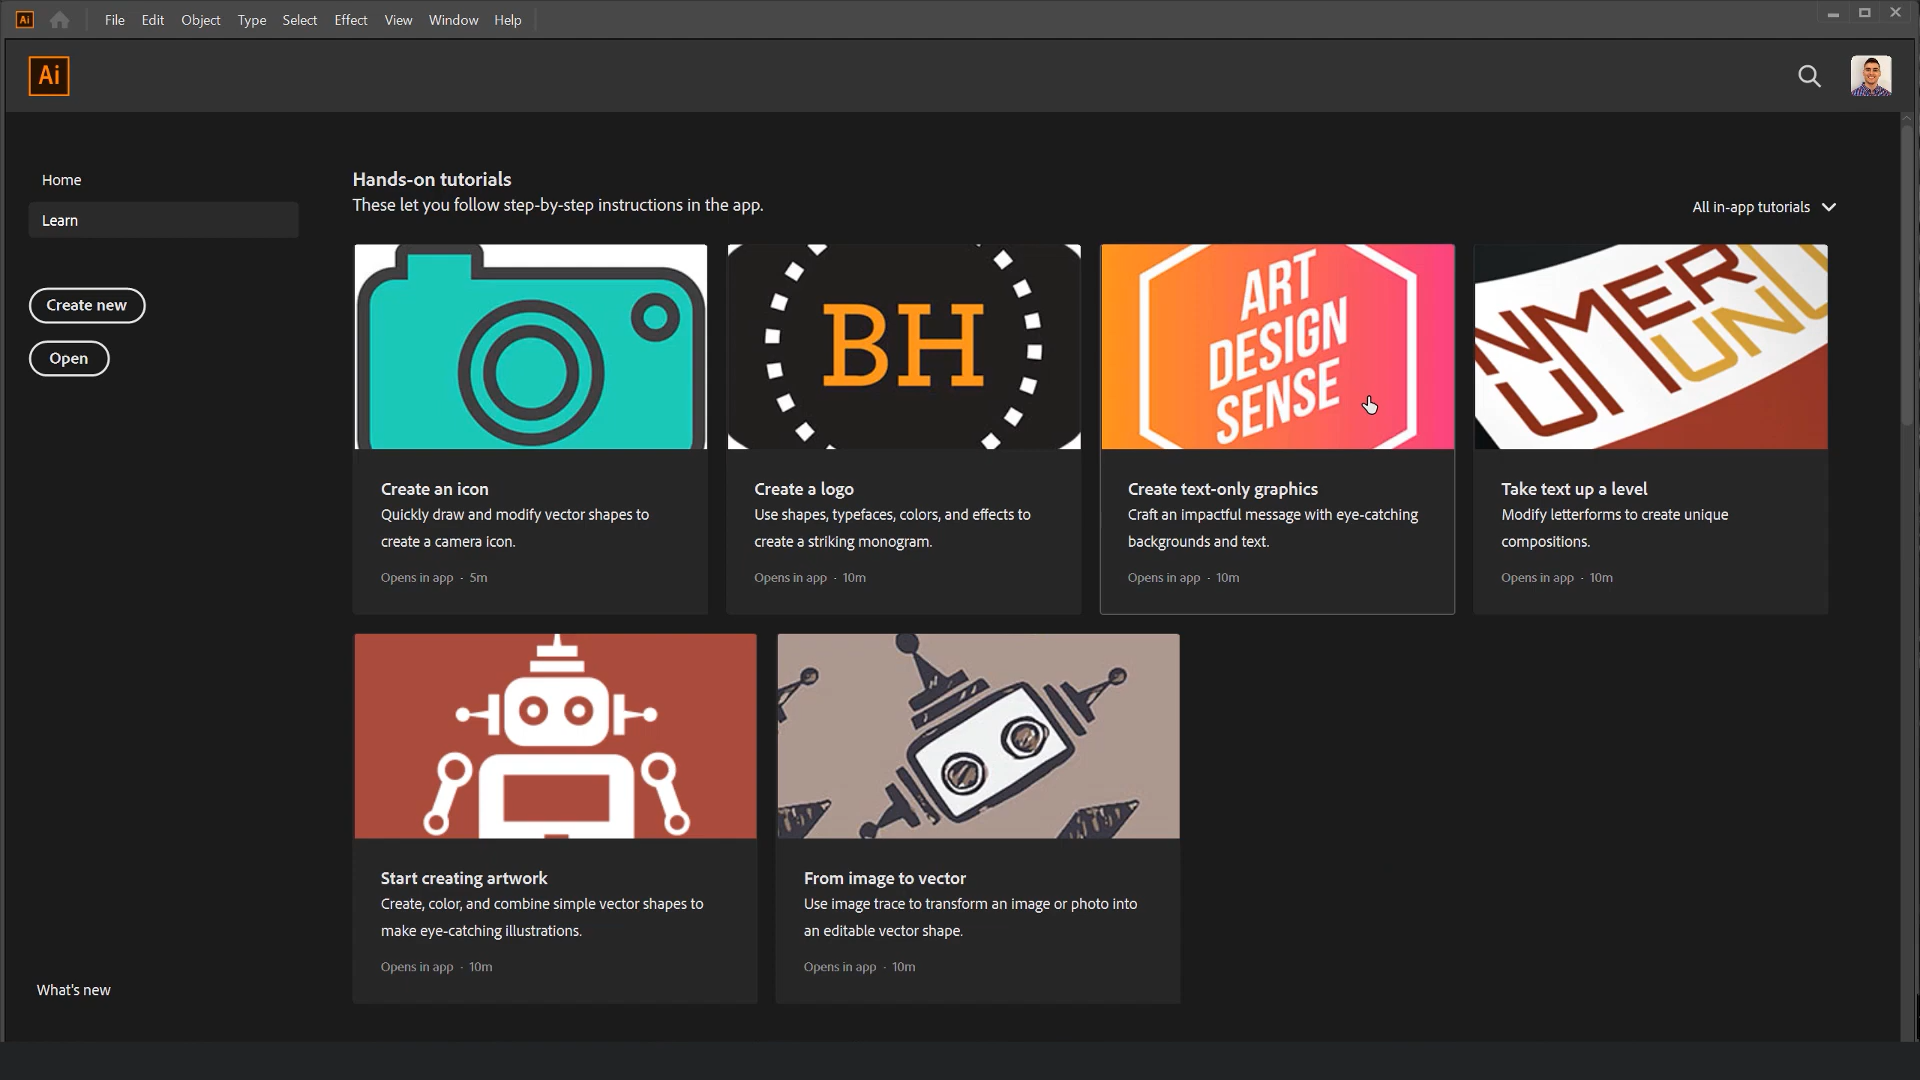 Ai
File Edit Object Type Select Effect View Window Help
Ai
Home
Learn
Create new
Open
What's new
Hands-on tutorials
These let you follow step-by-step instructions in the app.
All in-app tutorials
BH
ART
DESIGN
SENSE
Create an icon
Quickly draw and modify vector shapes to
create a camera icon.
Opens in app · 5m
Create a logo
Use shapes, typefaces, colors, and effects to
create a striking monogram.
Opens in app · 10m
Create text-only graphics
Craft an impactful message with eye-catching
backgrounds and text.
Opens in app · 10m
Take text up a level
Modify letterforms to create unique
compositions.
Opens in app · 10m
Start creating artwork
Create, color, and combine simple vector shapes to
make eye-catching illustrations.
Opens in app · 10m
From image to vector
Use image trace to transform an image or photo into
an editable vector shape.
Opens in app · 10m